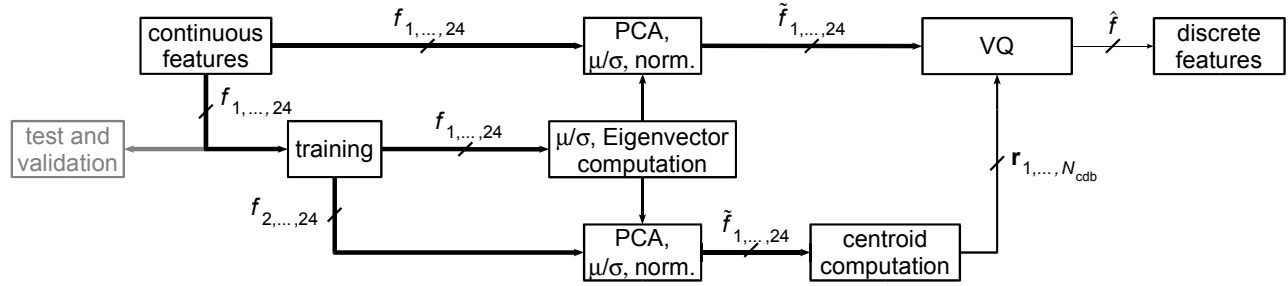 continuous
features
f1,...,24
PCA,
μ/σ, norm.
f̃1,...,24
VQ
f̂
discrete
features
f1,...,24
test and
validation
training
f1,...,24
μ/σ, Eigenvector
computation
r1,...,Ncdb
f2,...,24
PCA,
μ/σ, norm.
f̃1,...,24
centroid
computation